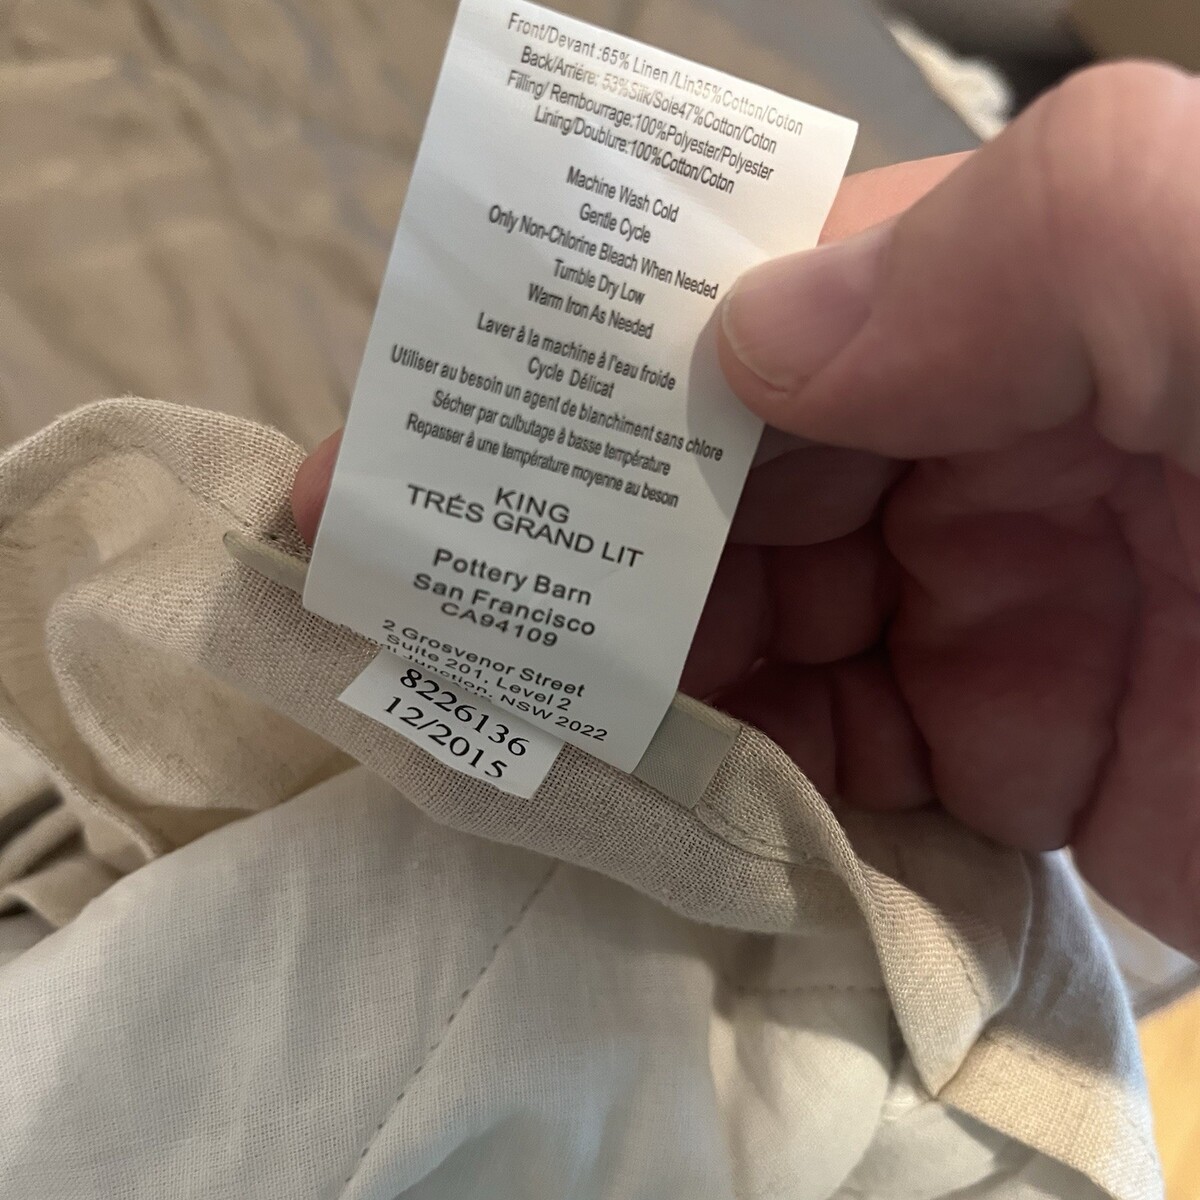 Front/Devant :65% Linen /Lin35%Cotton/Coton
Back/Arriére: 53%Silk/Soie47%Cotton/Coton
Filling/ Rembourrage:100%Polyester/Polyester
Lining/Doublure:100%Cotton/Coton
Machine Wash Cold
Gentle Cycle
Only Non-Chlorine Bleach When Needed
Tumble Dry Low
Warm Iron As Needed
Laver à la machine à l'eau froide
Cycle Délicat
Utiliser au besoin un agent de blanchiment sans chlore
Sécher par culbutage à basse température
Repasser à une température moyenne au besoin
KING
TRÉS GRAND LIT
Pottery Barn
San Francisco
CA94109
2 Grosvenor Street
Suite 201, Level 2
Junction, NSW 2022
8226136
12/2015